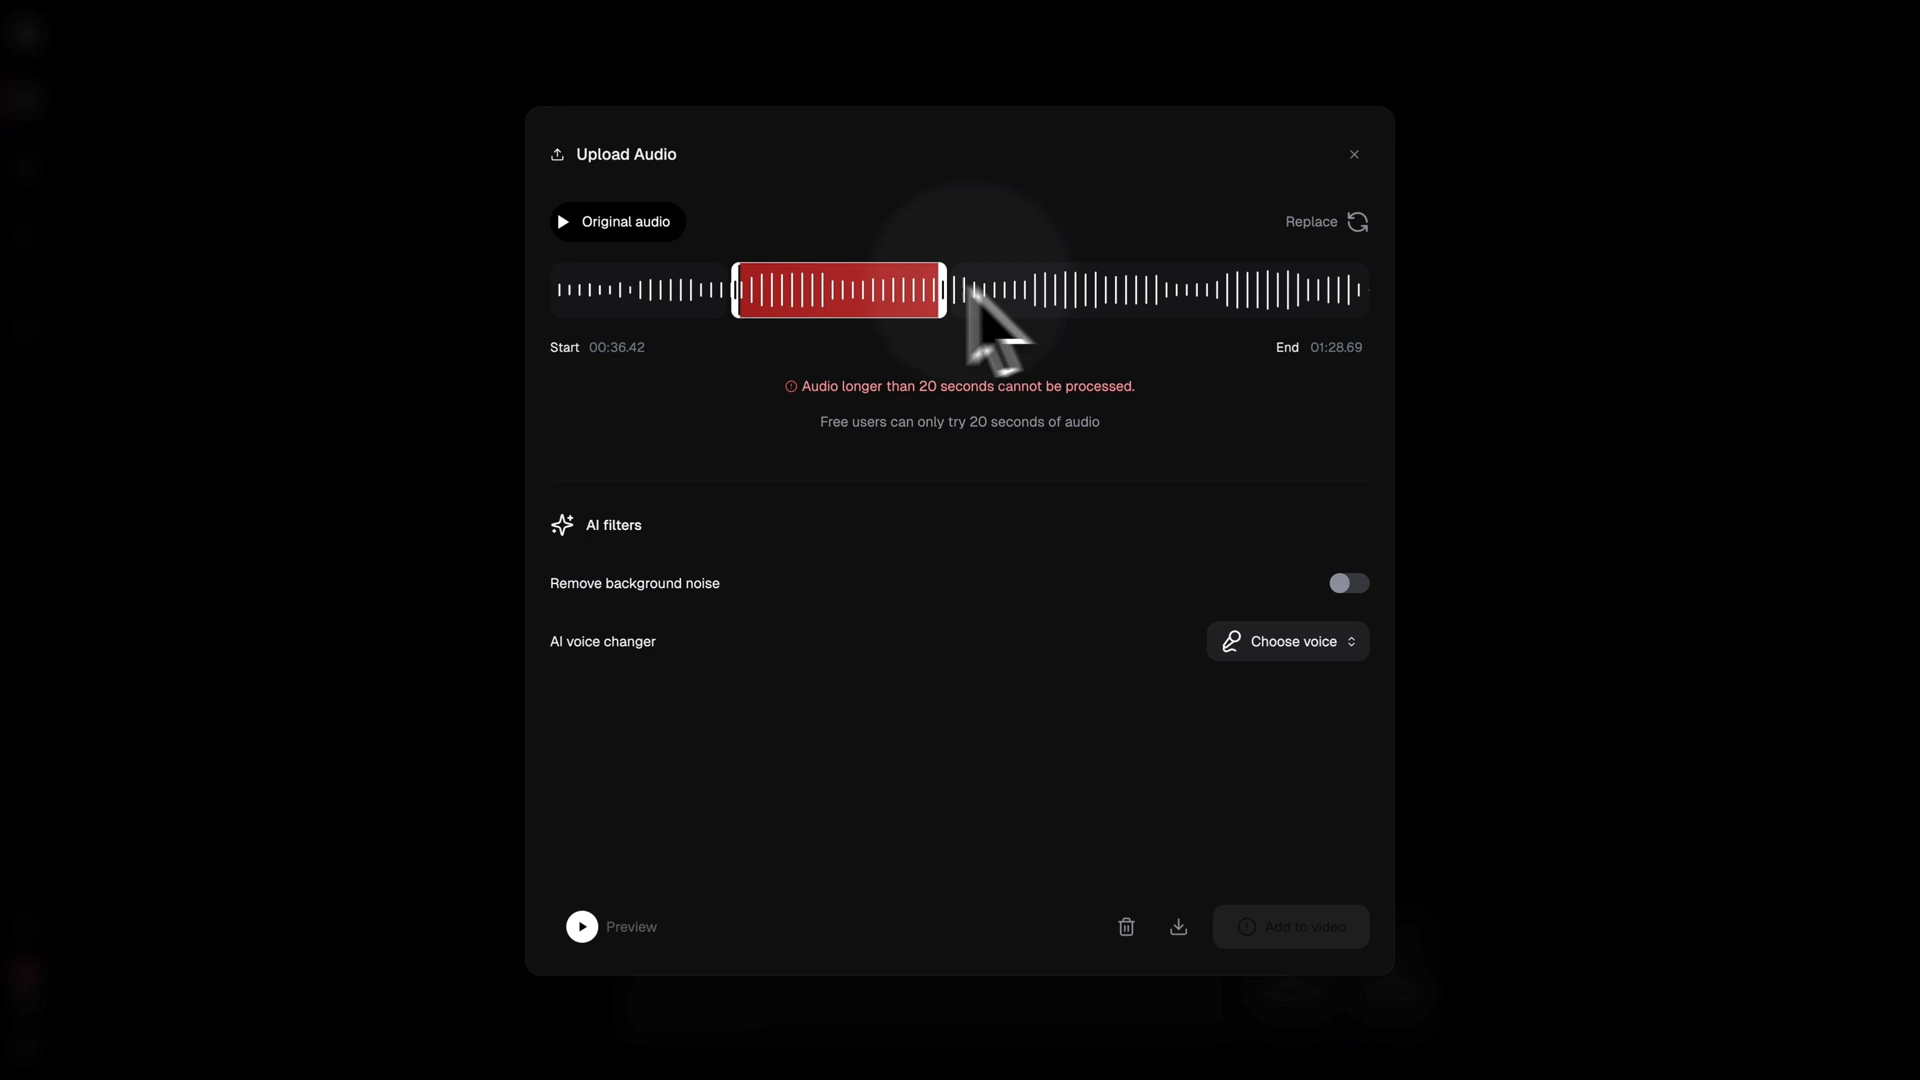 Upload Audio
Original audio
Replace
Start 00:36.42
End 01:28.69
Audio longer than 20 seconds cannot be processed.
Free users can only try 20 seconds of audio
AI filters
Remove background noise
AI voice changer
Choose voice
Preview
Add to video